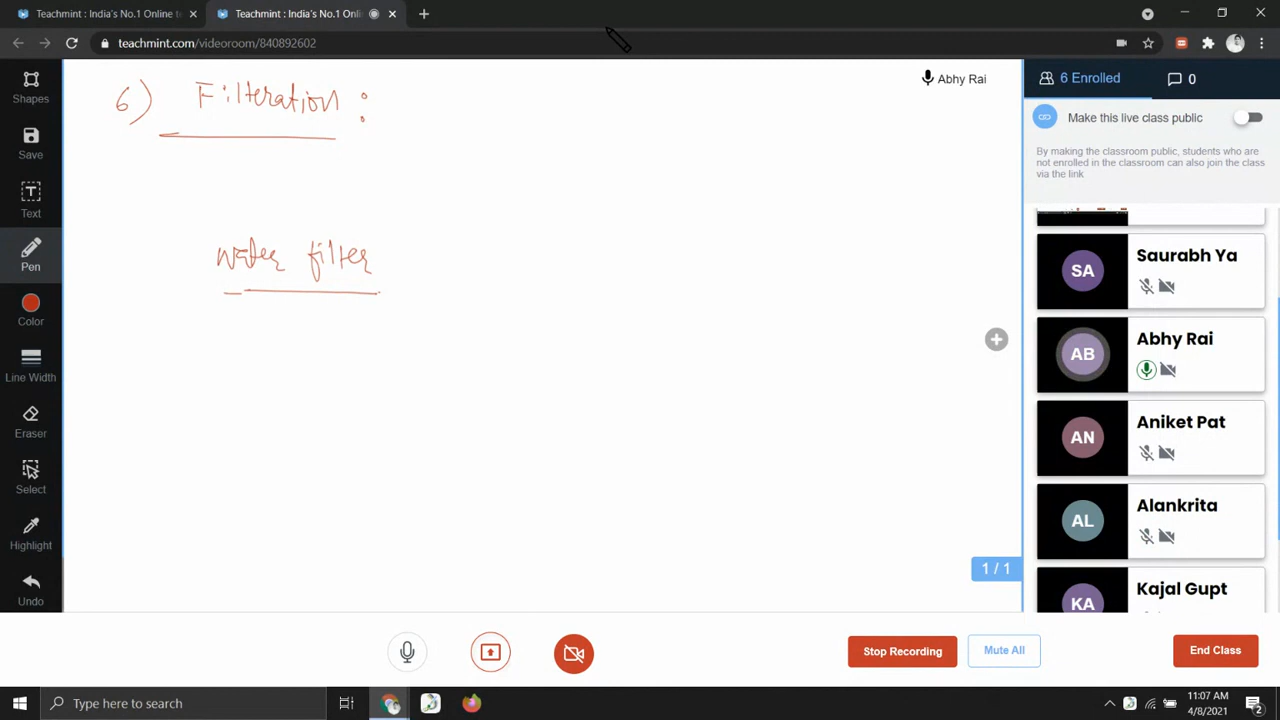 Teachmint : India's No.1 Online te
Teachmint : India's No.1 Onli
teachmint.com/videoroom/840892602
Shapes
Save
Text
Pen
Color
Line Width
Eraser
Select
Highlight
Undo
6) Filteration :
water filter
Abhy Rai
1 / 1
6 Enrolled
0
Make this live class public
By making the classroom public, students who are
not enrolled in the classroom can also join the class
via the link
SA
Saurabh Ya
AB
Abhy Rai
AN
Aniket Pat
AL
Alankrita
KA
Kajal Gupt
Stop Recording
Mute All
End Class
Type here to search
11:07 AM
4/8/2021
2